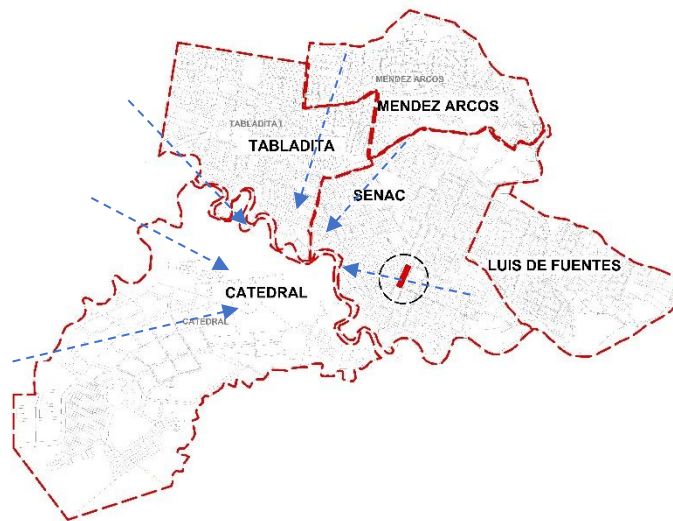 MENDEZ ARCOS
MENDEZ ARCOS
TABLADITA I
TABLADITA
SENAC
LUIS DE FUENTES
CATEDRAL
CATEDRAL